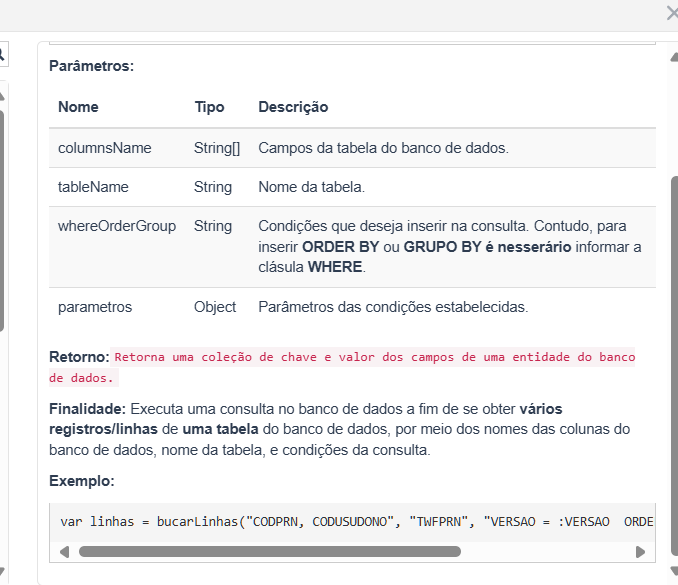 Parâmetros:
Nome Tipo Descrição
columnsName String[] Campos da tabela do banco de dados.
tableName String Nome da tabela.
whereOrderGroup String Condições que deseja inserir na consulta. Contudo, para
inserir ORDER BY ou GRUPO BY é nesserário informar a
clásula WHERE.
parametros Object Parâmetros das condições estabelecidas.
Retorno: Retorna uma coleção de chave e valor dos campos de uma entidade do banco
de dados.
Finalidade: Executa uma consulta no banco de dados a fim de se obter vários
registros/linhas de uma tabela do banco de dados, por meio dos nomes das colunas do
banco de dados, nome da tabela, e condições da consulta.
Exemplo:
var linhas = bucarLinhas("CODPRN, CODUSUDONO", "TWFPRN", "VERSAO = :VERSAO  ORDE